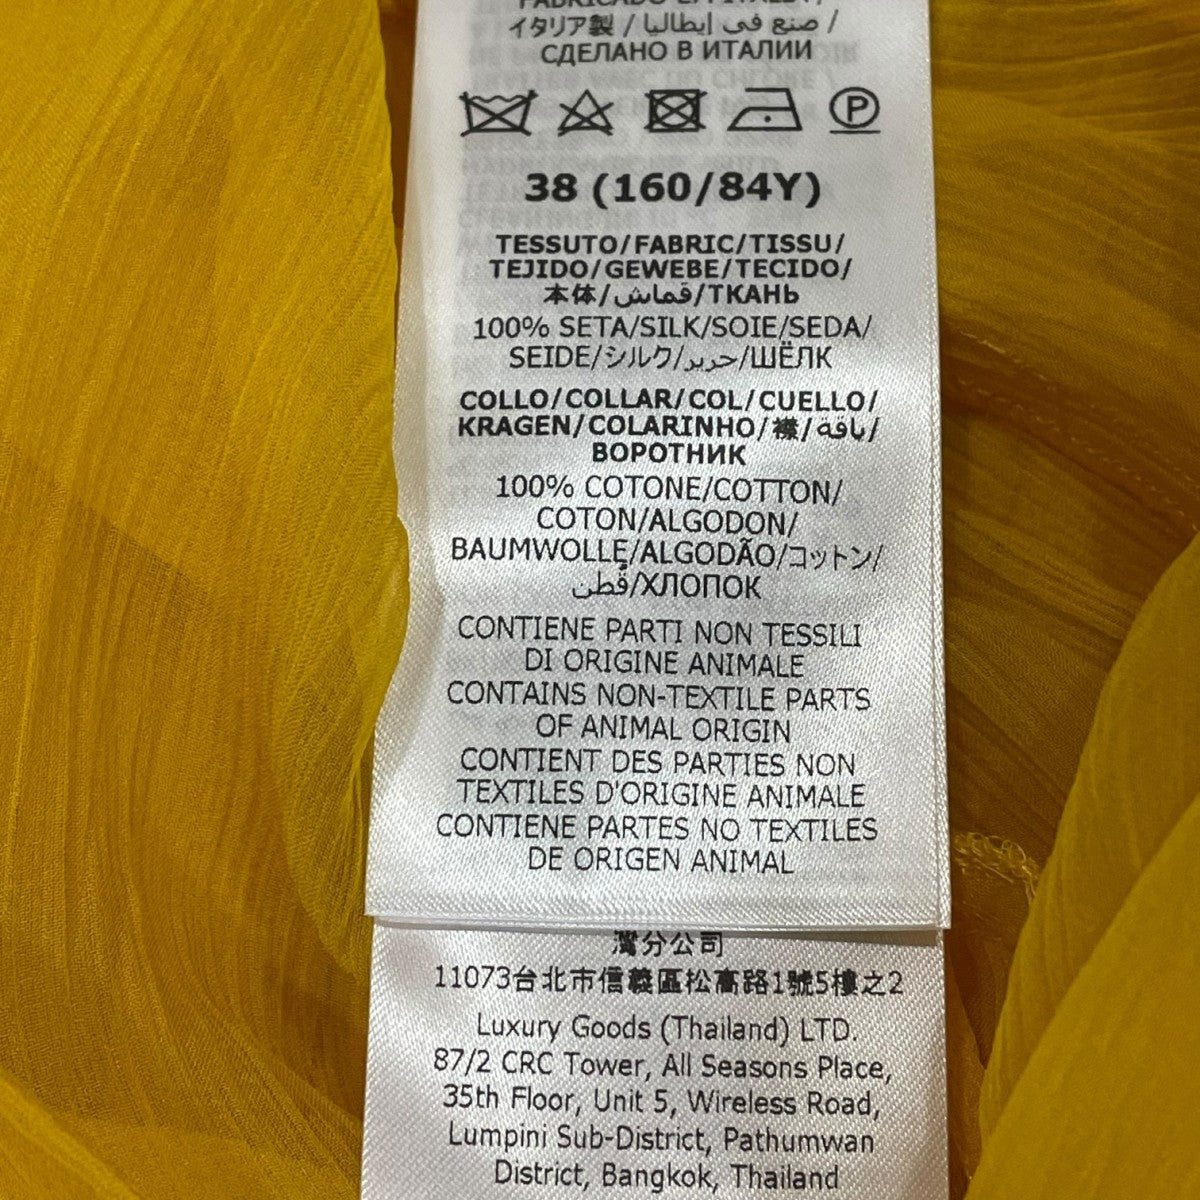 FABRICADO EN ITALIA/
イタリア製 / صنع في إيطاليا /
СДЕЛАНО В ИТАЛИИ
P
38 (160/84Y)
TESSUTO/FABRIC/TISSU/
TEJIDO/GEWEBE/TECIDO/
本体/قماش/ТКАНЬ
100% SETA/SILK/SOIE/SEDA/
SEIDE/シルク/حرير/ШЁЛК
COLLO/COLLAR/COL/CUELLO/
KRAGEN/COLARINHO/襟/ياقة/
ВОРОТНИК
100% COTONE/COTTON/
COTON/ALGODON/
BAUMWOLLE/ALGODÃO/コットン/
قطن/ХЛОПОК
CONTIENE PARTI NON TESSILI
DI ORIGINE ANIMALE
CONTAINS NON-TEXTILE PARTS
OF ANIMAL ORIGIN
CONTIENT DES PARTIES NON
TEXTILES D'ORIGINE ANIMALE
CONTIENE PARTES NO TEXTILES
DE ORIGEN ANIMAL
灣分公司
11073台北市信義區松高路1號5樓之2
Luxury Goods (Thailand) LTD.
87/2 CRC Tower, All Seasons Place,
35th Floor, Unit 5, Wireless Road,
Lumpini Sub-District, Pathumwan
District, Bangkok, Thailand